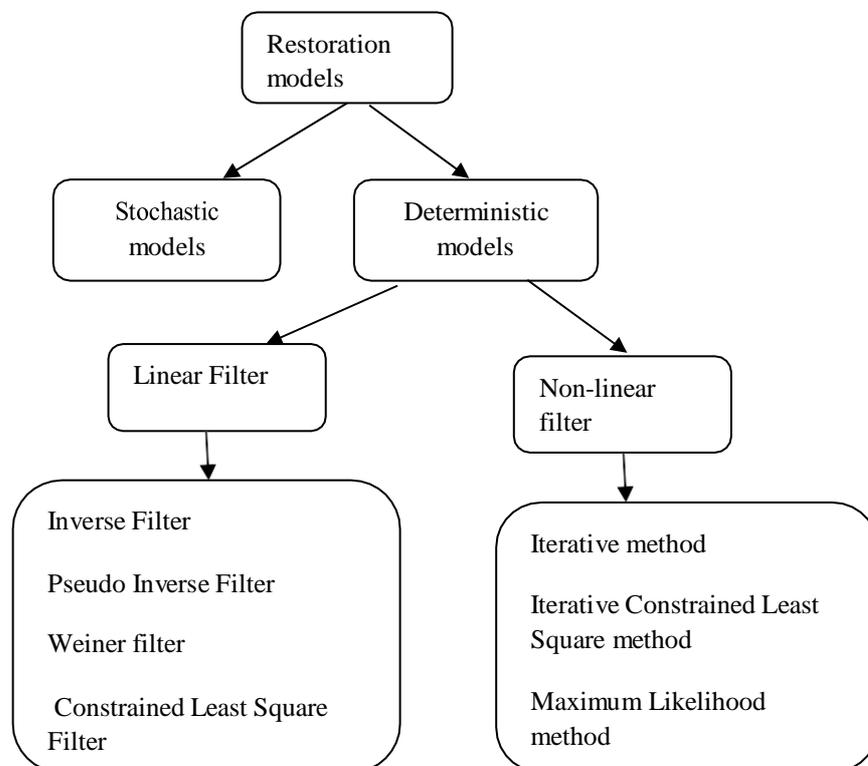 Restoration
models
Stochastic
models
Deterministic
models
Linear Filter
Non-linear
filter
Inverse Filter
Pseudo Inverse Filter
Weiner filter
Constrained Least Square
Filter
Iterative method
Iterative Constrained Least
Square method
Maximum Likelihood
method